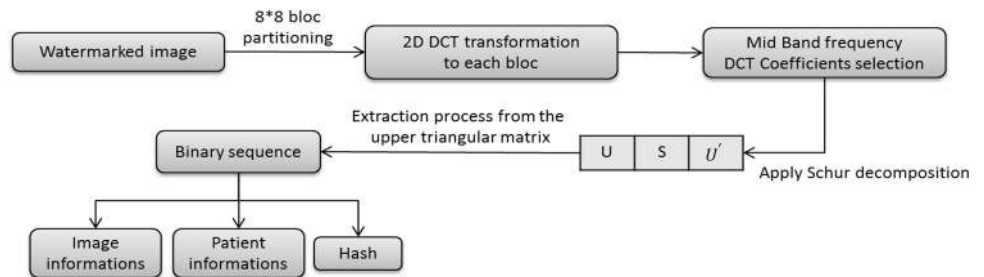 8*8 bloc
partitioning
Watermarked image
2D DCT transformation
to each bloc
Mid Band frequency
DCT Coefficients selection
Extraction process from the
upper triangular matrix
Binary sequence
U S U′
Apply Schur decomposition
Image
informations
Patient
informations
Hash